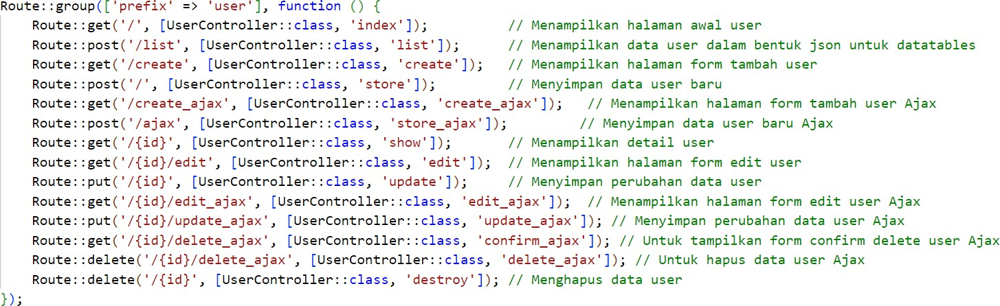 Route::group(['prefix' => 'user'], function () {
    Route::get('/', [UserController::class, 'index']);          // Menampilkan halaman awal user
    Route::post('/list', [UserController::class, 'list']);      // Menampilkan data user dalam bentuk json untuk datatables
    Route::get('/create', [UserController::class, 'create']);   // Menampilkan halaman form tambah user
    Route::post('/', [UserController::class, 'store']);         // Menyimpan data user baru
    Route::get('/create_ajax', [UserController::class, 'create_ajax']);   // Menampilkan halaman form tambah user Ajax
    Route::post('/ajax', [UserController::class, 'store_ajax']);         // Menyimpan data user baru Ajax
    Route::get('/{id}', [UserController::class, 'show']);       // Menampilkan detail user
    Route::get('/{id}/edit', [UserController::class, 'edit']);  // Menampilkan halaman form edit user
    Route::put('/{id}', [UserController::class, 'update']);     // Menyimpan perubahan data user
    Route::get('/{id}/edit_ajax', [UserController::class, 'edit_ajax']);  // Menampilkan halaman form edit user Ajax
    Route::put('/{id}/update_ajax', [UserController::class, 'update_ajax']); // Menyimpan perubahan data user Ajax
    Route::get('/{id}/delete_ajax', [UserController::class, 'confirm_ajax']); // Untuk tampilkan form confirm delete user Ajax
    Route::delete('/{id}/delete_ajax', [UserController::class, 'delete_ajax']); // Untuk hapus data user Ajax
    Route::delete('/{id}', [UserController::class, 'destroy']); // Menghapus data user
});